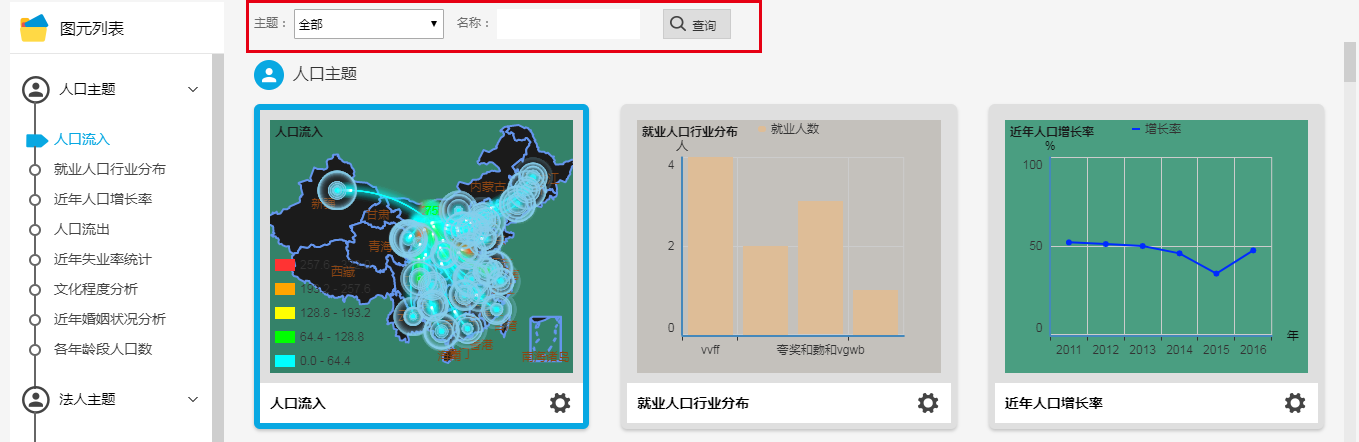 图元列表
主题： 全部 名称： 查询
人口主题
人口流入
就业人口行业分布
近年人口增长率
人口流出
近年失业率统计
文化程度分析
近年婚姻状况分析
各年龄段人口数
法人主题
人口主题
人口流入
内蒙古
新疆
甘肃
青海
西藏
257.6
193.2 - 257.6
128.8 - 193.2
64.4 - 128.8
0.0 - 64.4
南海诸岛
人口流入
就业人口行业分布 就业人数
人
4
2
0
vvff 夸奖和勠和vgwb
就业人口行业分布
近年人口增长率 增长率
%
100
50
0
年
2011 2012 2013 2014 2015 2016
近年人口增长率